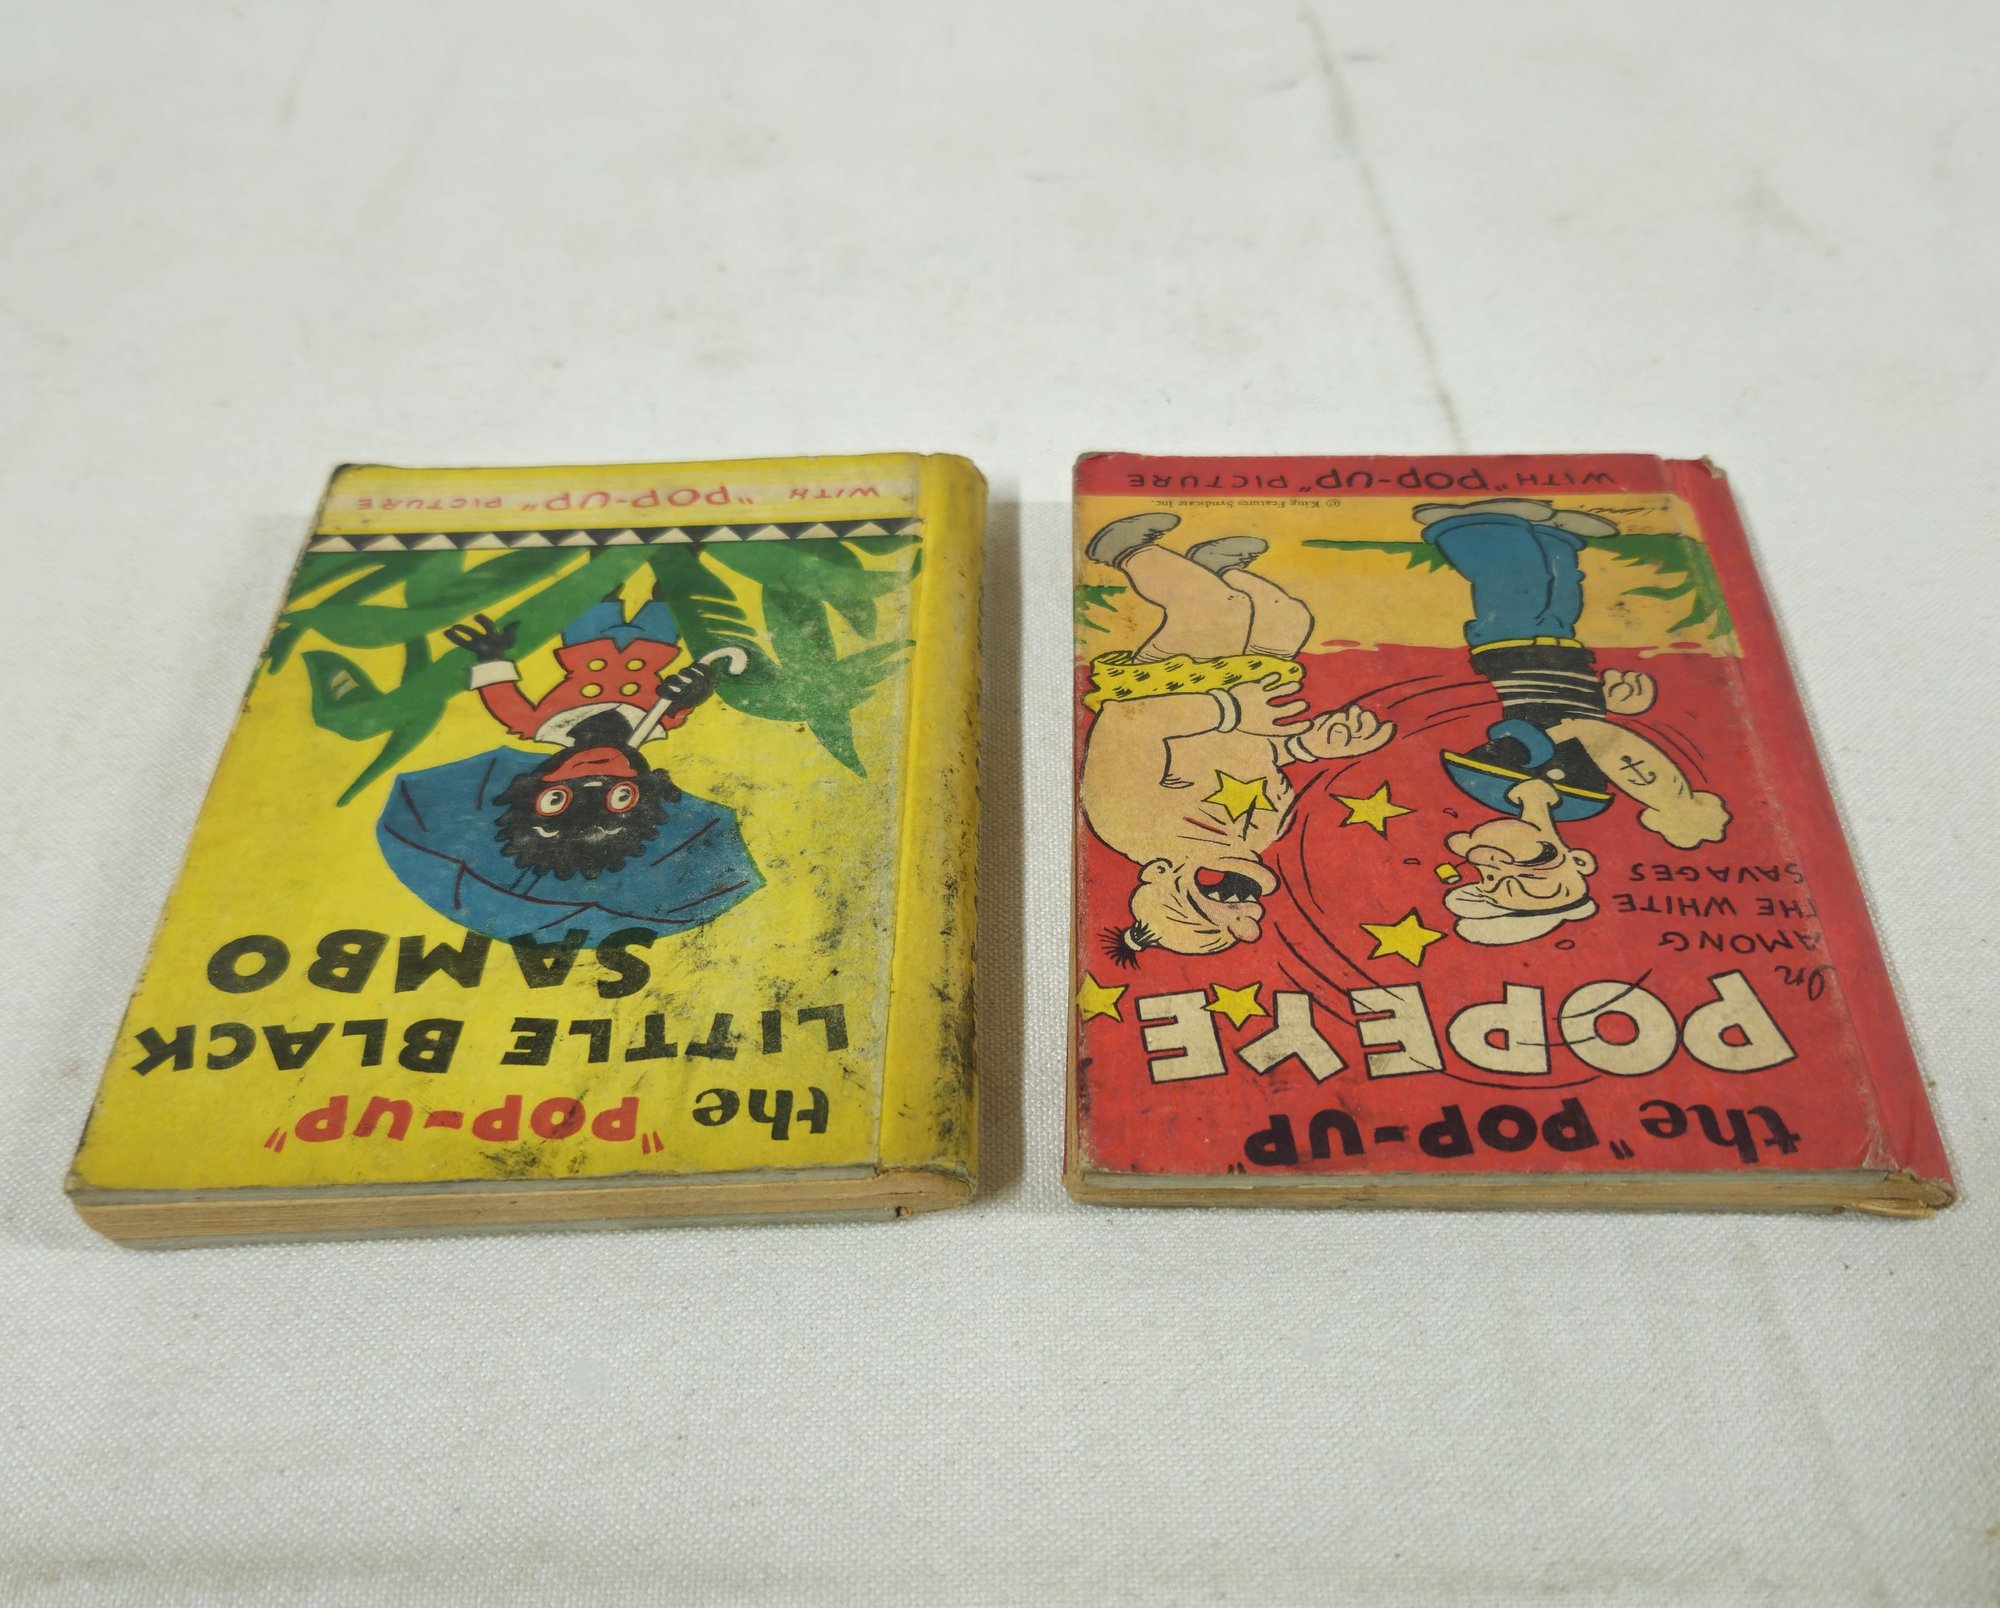 the "POP-UP"
LITTLE BLACK
SAMBO
WITH "POP-UP" PICTURE
the "POP-UP"
POPEYE
In
AMONG
THE WHITE
SAVAGES
© King Features Syndicate Inc.
WITH "POP-UP" PICTURE